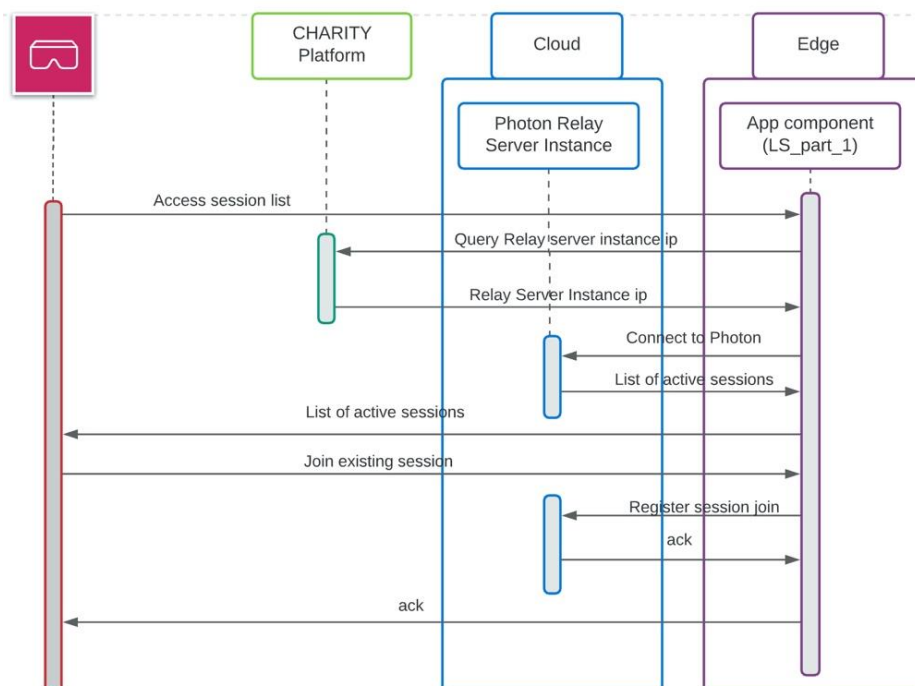 CHARITY
Platform
Cloud
Edge
Photon Relay
Server Instance
App component
(LS_part_1)
Access session list
Query Relay server instance ip
Relay Server Instance ip
Connect to Photon
List of active sessions
List of active sessions
Join existing session
Register session join
ack
ack